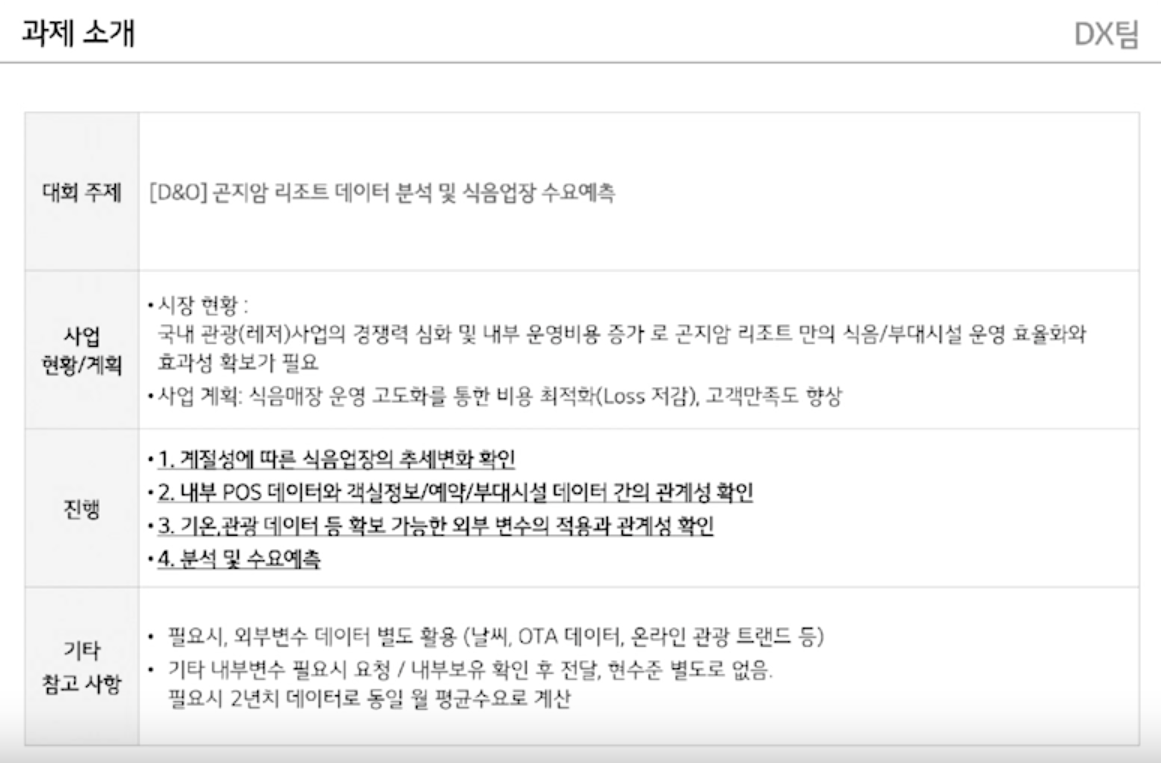 과제 소개
DX팀
대회 주제
[D&O] 곤지암 리조트 데이터 분석 및 식음업장 수요예측
사업
현황/계획
• 시장 현황 :
국내 관광(레저)사업의 경쟁력 심화 및 내부 운영비용 증가 로 곤지암 리조트 만의 식음/부대시설 운영 효율화와
효과성 확보가 필요
• 사업 계획: 식음매장 운영 고도화를 통한 비용 최적화(Loss 저감), 고객만족도 향상
진행
• 1. 계절성에 따른 식음업장의 추세변화 확인
• 2. 내부 POS 데이터와 객실정보/예약/부대시설 데이터 간의 관계성 확인
• 3. 기온,관광 데이터 등 확보 가능한 외부 변수의 적용과 관계성 확인
• 4. 분석 및 수요예측
기타
참고 사항
• 필요시, 외부변수 데이터 별도 활용 (날씨, OTA 데이터, 온라인 관광 트랜드 등)
• 기타 내부변수 필요시 요청 / 내부보유 확인 후 전달, 현수준 별도로 없음.
필요시 2년치 데이터로 동일 월 평균수요로 계산